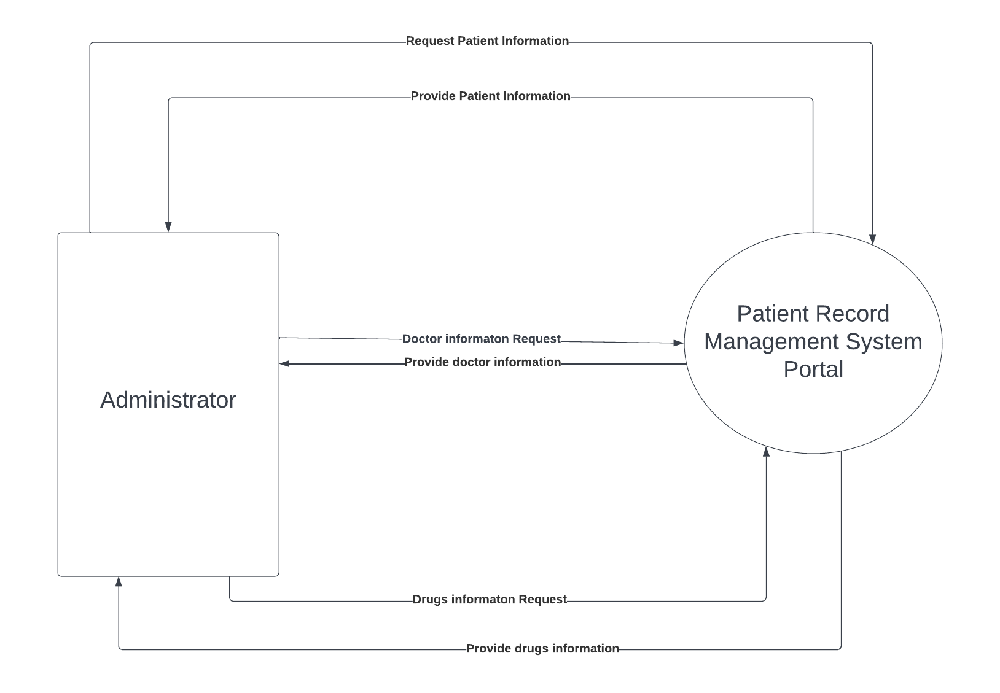 Request Patient Information
Provide Patient Information
Patient Record
Management System
Portal
Doctor informaton Request
Provide doctor information
Administrator
Drugs informaton Request
Provide drugs information